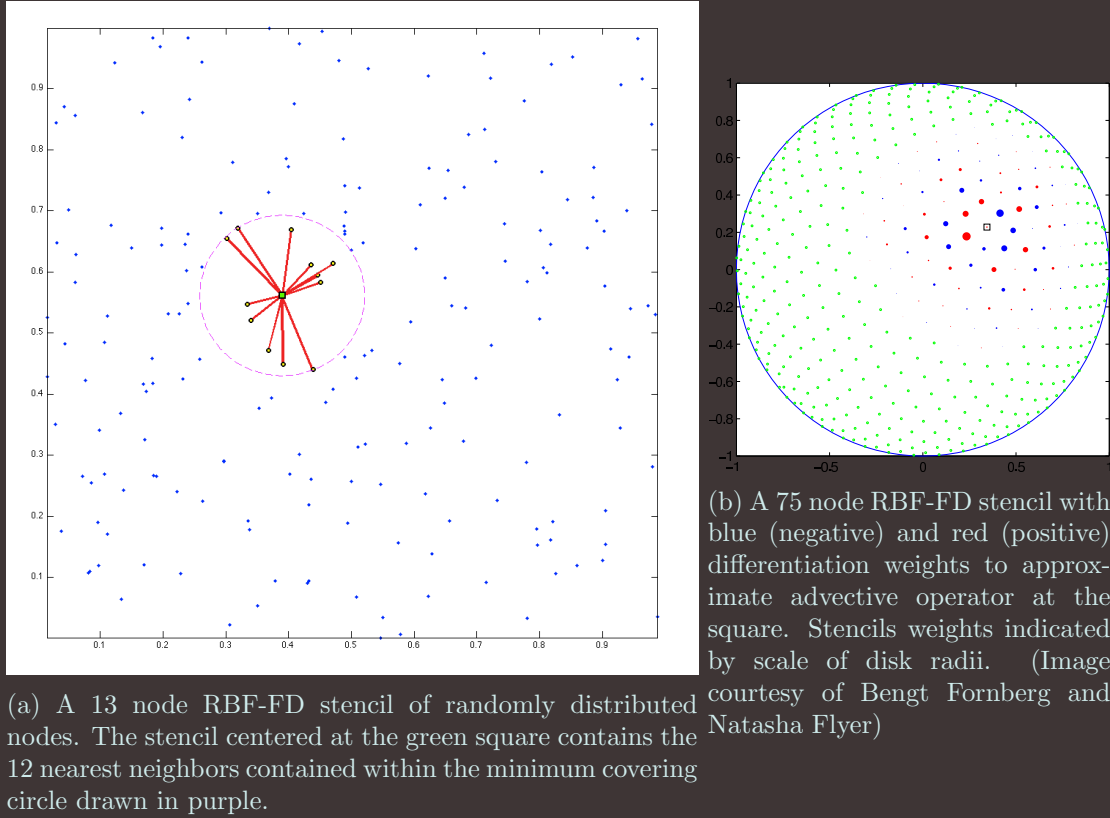 0.9
0.8
0.7
0.6
0.5
0.4
0.3
0.2
0.1
0.1 0.2 0.3 0.4 0.5 0.6 0.7 0.8 0.9
(a) A 13 node RBF-FD stencil of randomly distributed
nodes. The stencil centered at the green square contains the
12 nearest neighbors contained within the minimum covering
circle drawn in purple.
1
0.8
0.6
0.4
0.2
0
−0.2
−0.4
−0.6
−0.8
−1
−1 −0.5 0 0.5 1
(b) A 75 node RBF-FD stencil with
blue (negative) and red (positive)
differentiation weights to approx-
imate advective operator at the
square. Stencils weights indicated
by scale of disk radii. (Image
courtesy of Bengt Fornberg and
Natasha Flyer)